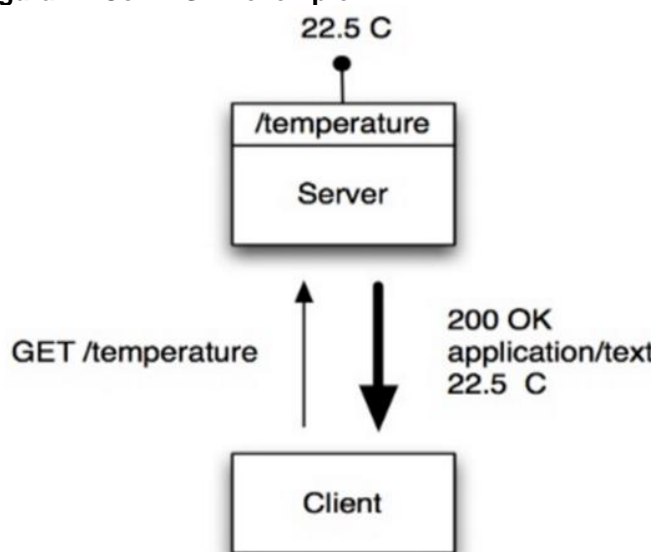 22.5 C
/temperature
Server
GET /temperature
200 OK
application/text
22.5 C
Client